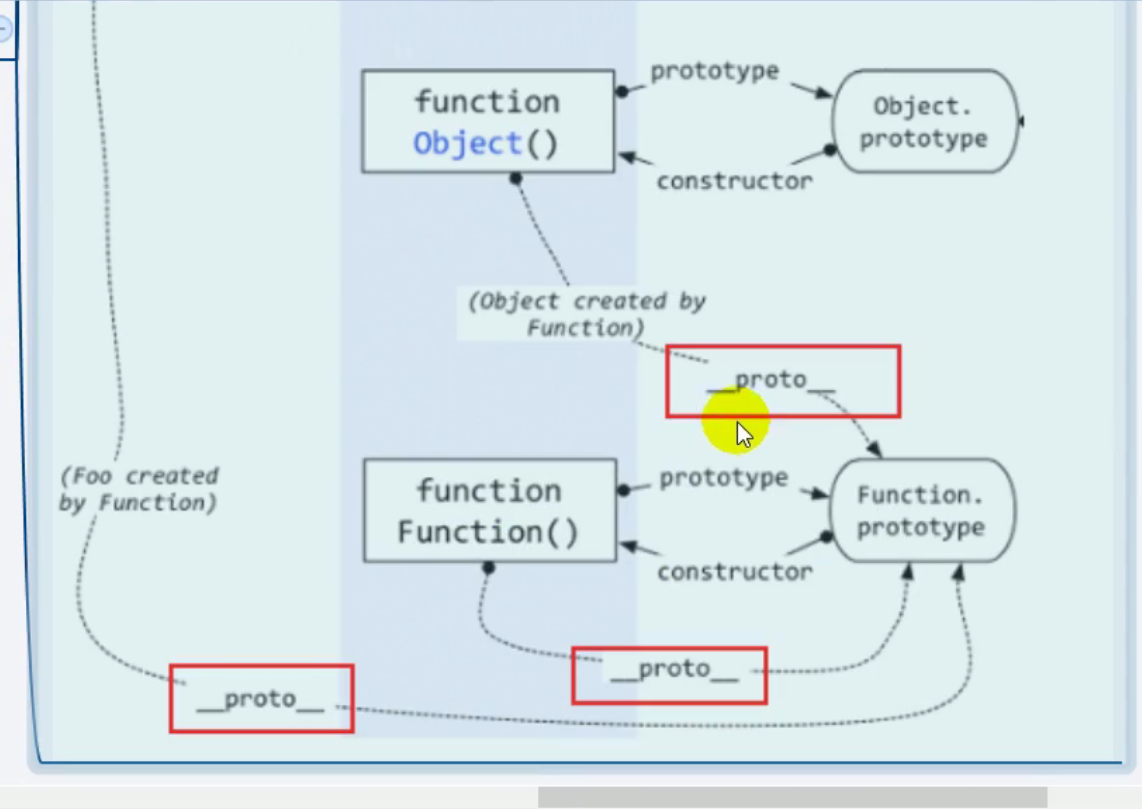 prototype
function
Object()
Object.
prototype
constructor
(Object created by
Function)
__proto__
(Foo created
by Function)
function
Function()
prototype
Function.
prototype
constructor
__proto__
__proto__